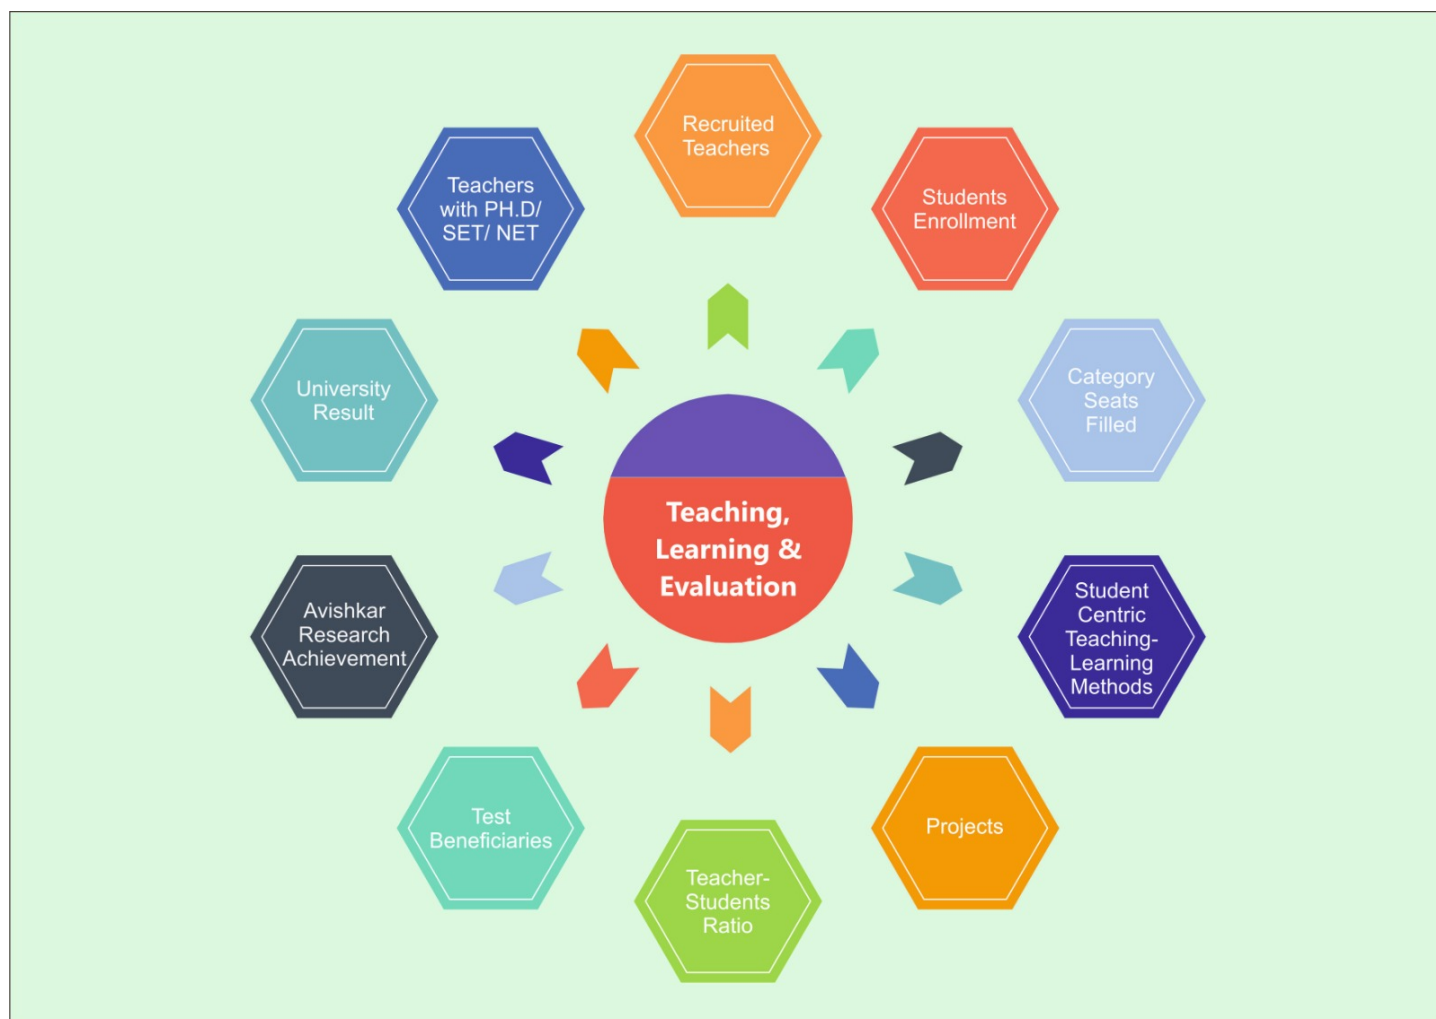 Recruited
Teachers
Students
Enrollment
Category
Seats
Filled
Student
Centric
Teaching-
Learning
Methods
Projects
Teacher-
Students
Ratio
Test
Beneficiaries
Avishkar
Research
Achievement
University
Result
Teachers
with PH.D/
SET/ NET
Teaching,
Learning &
Evaluation